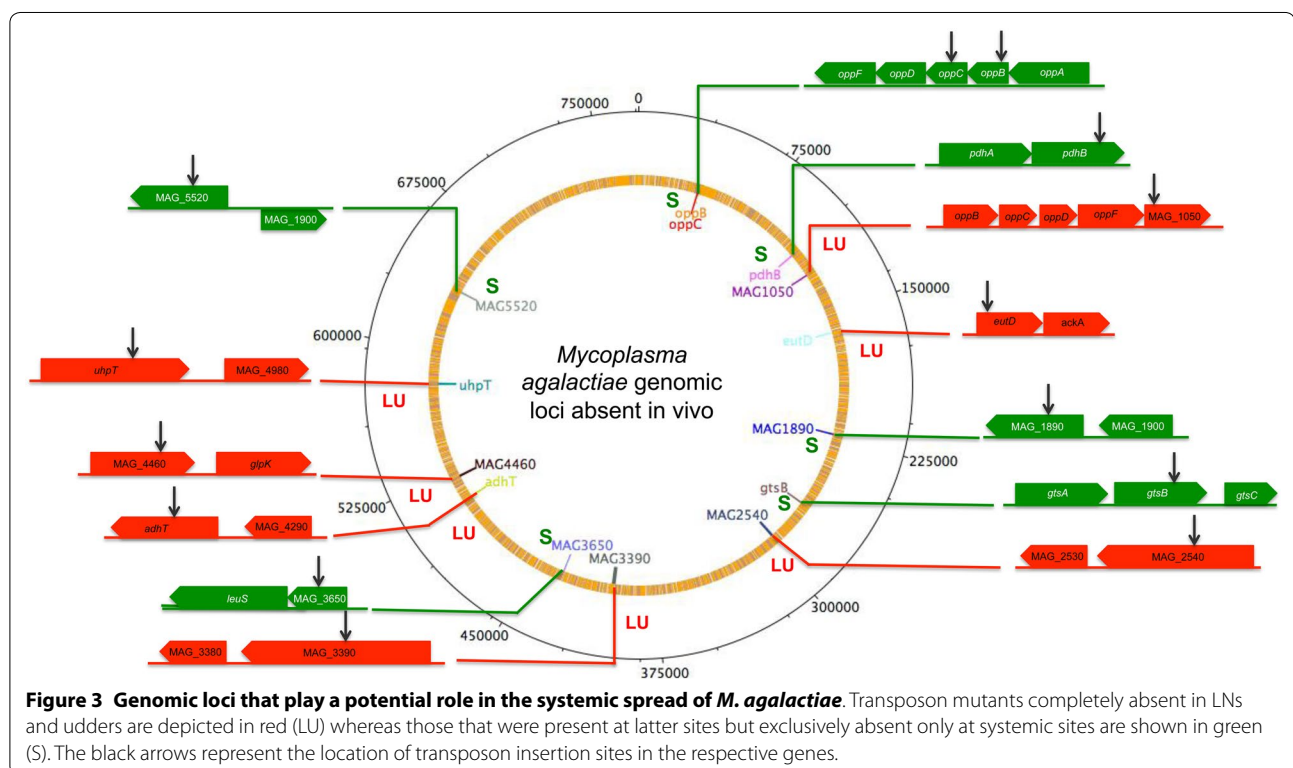 oppF oppD oppC oppB oppA
pdhA pdhB
oppB oppC oppD oppF MAG_1050
eutD ackA
MAG_1890 MAG_1900
gtsA gtsB gtsC
MAG_2530 MAG_2540
MAG_5520
MAG_1900
uhpT MAG_4980
MAG_4460 glpK
adhT MAG_4290
leuS MAG_3650
MAG_3380 MAG_3390
0
75000
150000
225000
300000
375000
450000
525000
600000
675000
750000
S
oppB
oppC
S
pdhB
LU
MAG1050
eutD
LU
MAG1890
S
gtsB
S
MAG2540
LU
MAG3390
LU
S
MAG3650
adhT
LU
MAG4460
LU
uhpT
LU
MAG5520
S
Mycoplasma
agalactiae genomic
loci absent in vivo
Figure 3 Genomic loci that play a potential role in the systemic spread of M. agalactiae. Transposon mutants completely absent in LNs
and udders are depicted in red (LU) whereas those that were present at latter sites but exclusively absent only at systemic sites are shown in green
(S). The black arrows represent the location of transposon insertion sites in the respective genes.